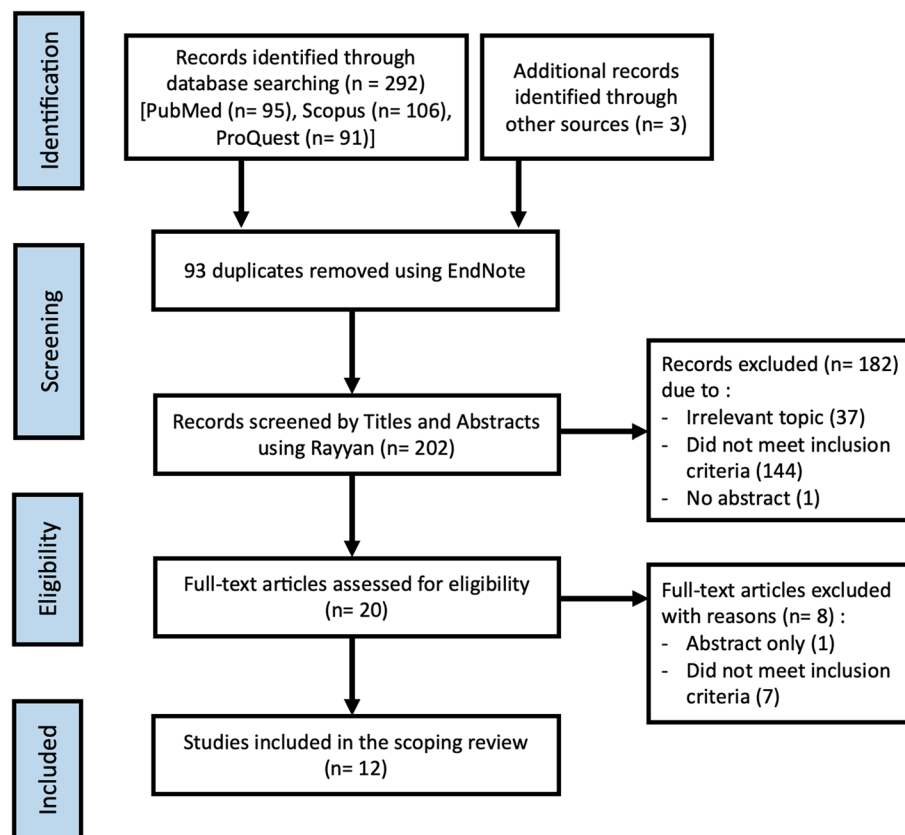 Identification
Records identified through
database searching (n = 292)
[PubMed (n= 95), Scopus (n= 106),
ProQuest (n= 91)]
Additional records
identified through
other sources (n= 3)
Screening
93 duplicates removed using EndNote
Records screened by Titles and Abstracts
using Rayyan (n= 202)
Records excluded (n= 182)
due to :
- Irrelevant topic (37)
- Did not meet inclusion
criteria (144)
- No abstract (1)
Eligibility
Full-text articles assessed for eligibility
(n= 20)
Full-text articles excluded
with reasons (n= 8) :
- Abstract only (1)
- Did not meet inclusion
criteria (7)
Included
Studies included in the scoping review
(n= 12)